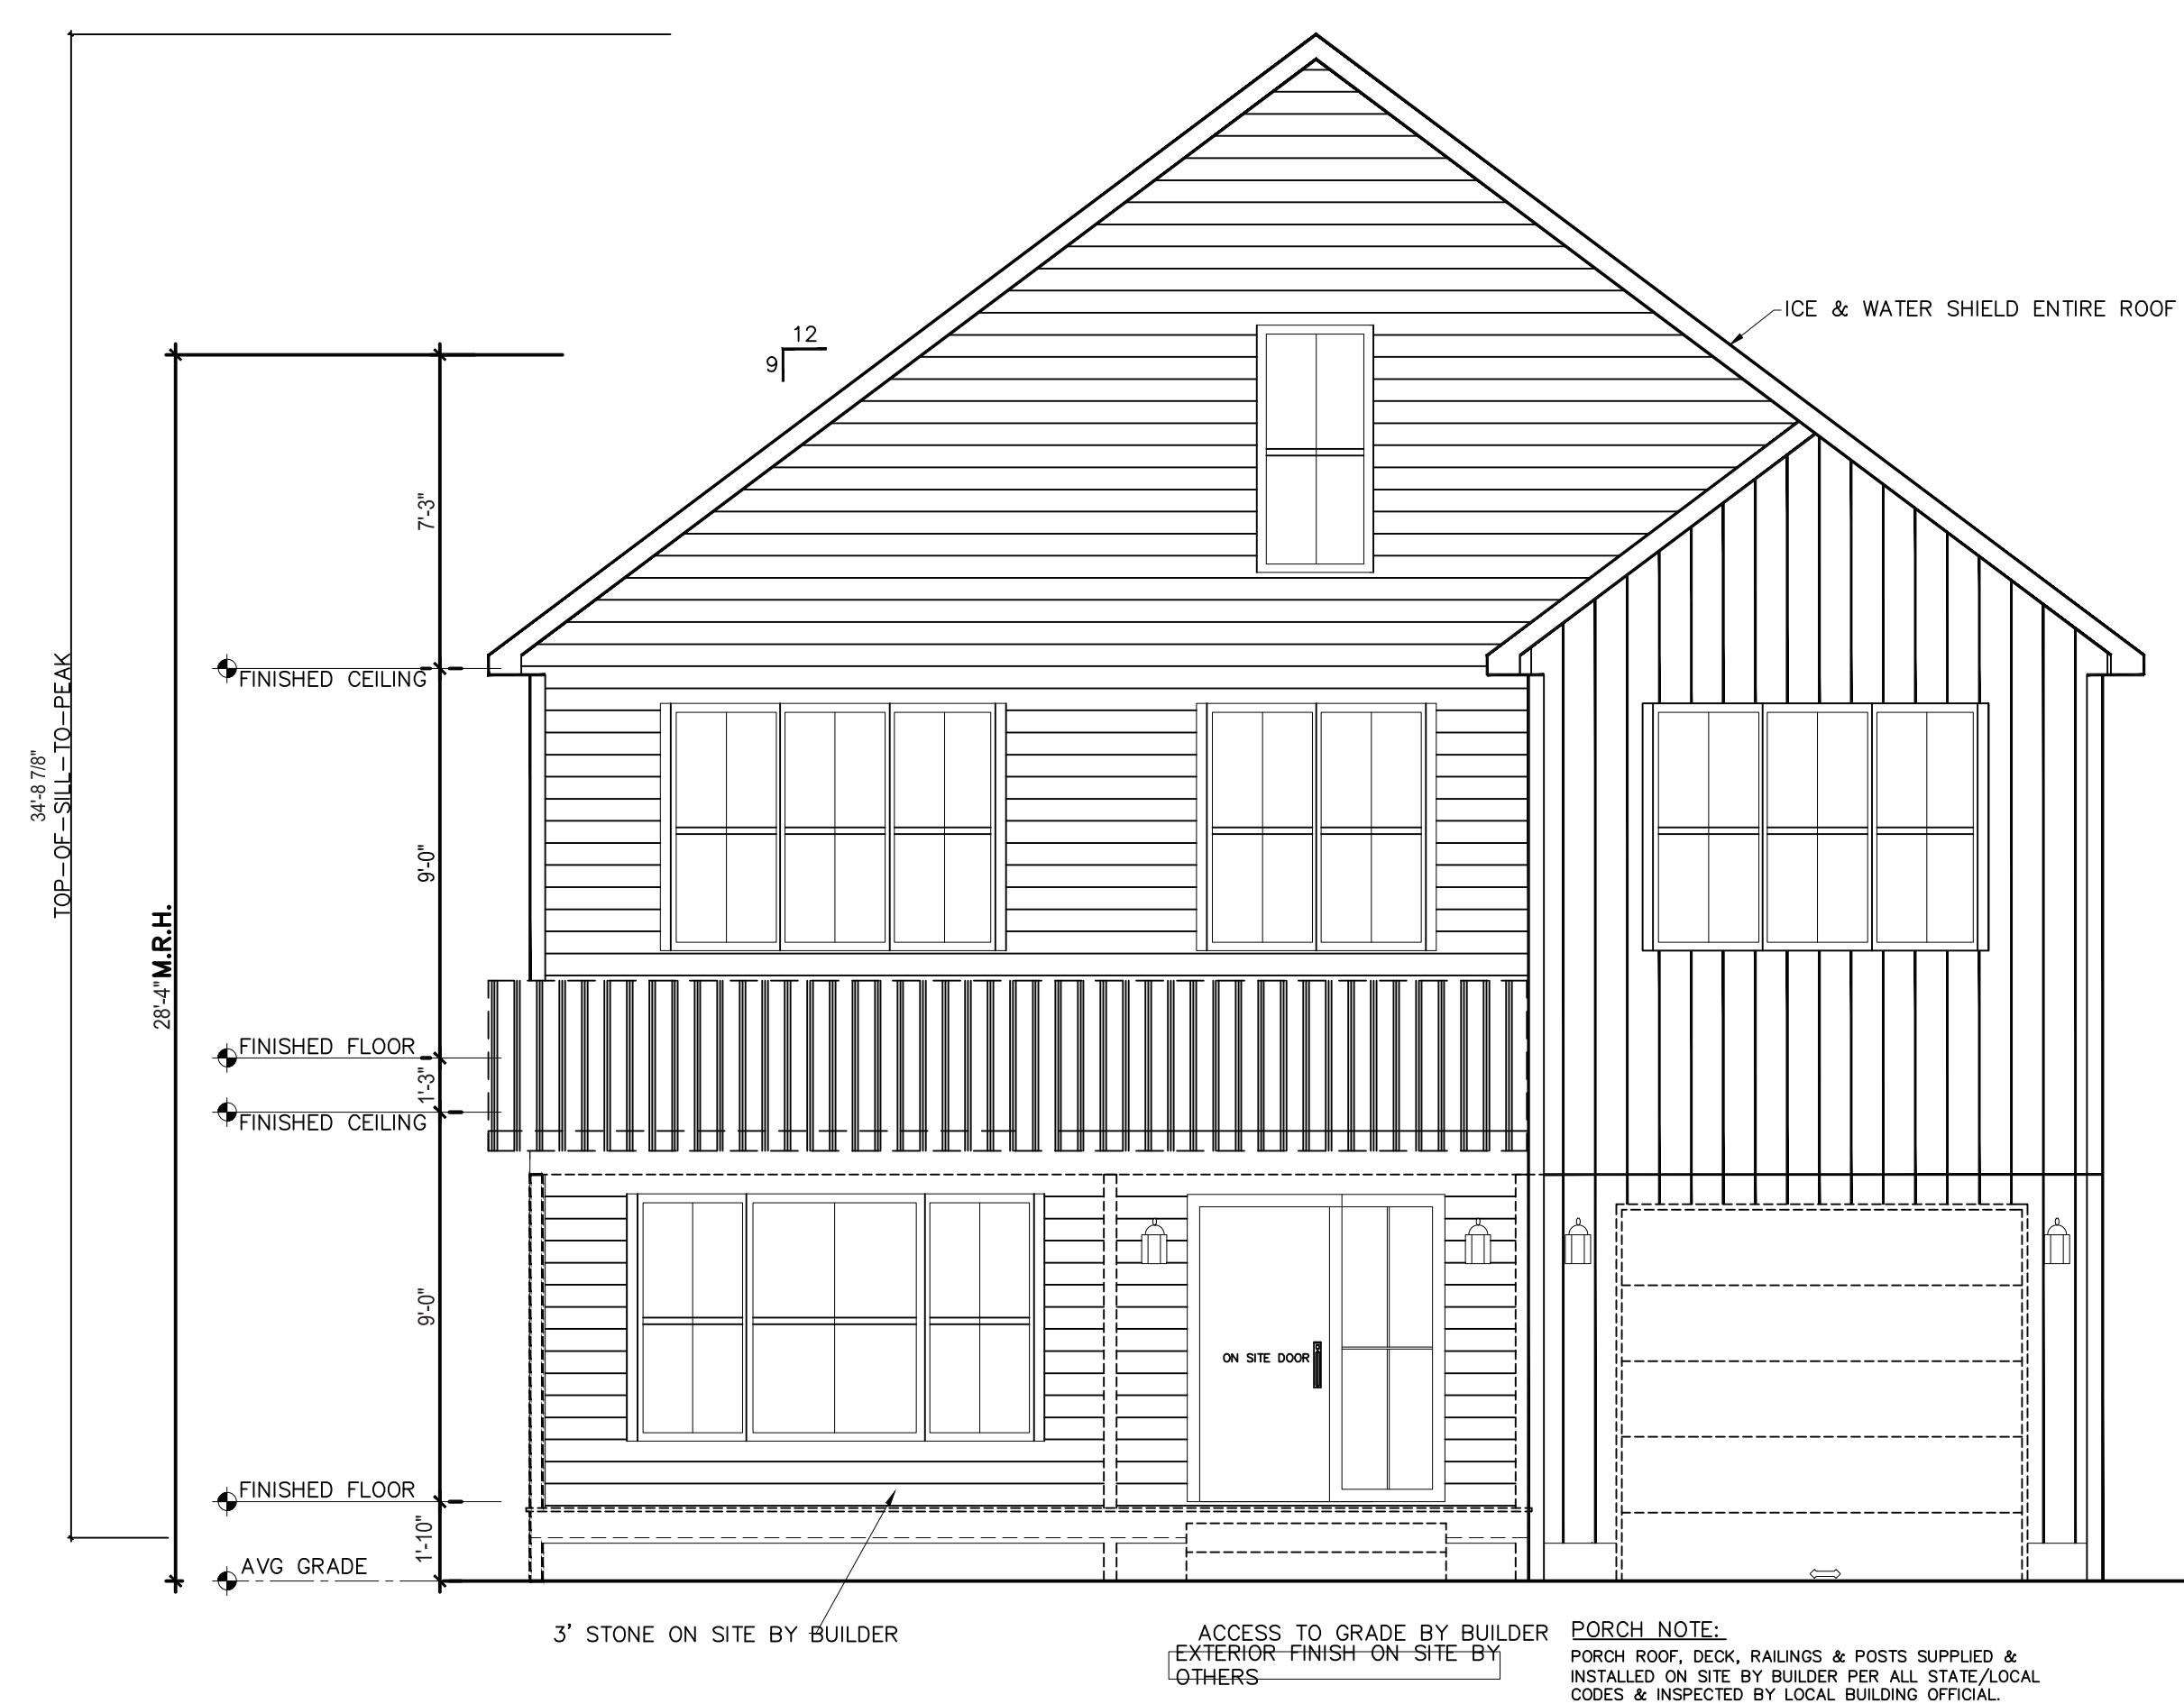 ICE & WATER SHIELD ENTIRE ROOF
12
9
7'-3"
FINISHED CEILING
34'-8 7/8"
TOP-OF-SILL-TO-PEAK
9'-0"
28'-4" M.R.H.
FINISHED FLOOR
1'-3"
FINISHED CEILING
9'-0"
ON SITE DOOR
FINISHED FLOOR
1'-10"
AVG GRADE
3' STONE ON SITE BY BUILDER
ACCESS TO GRADE BY BUILDER
EXTERIOR FINISH ON SITE BY
OTHERS
PORCH NOTE:
PORCH ROOF, DECK, RAILINGS & POSTS SUPPLIED &
INSTALLED ON SITE BY BUILDER PER ALL STATE/LOCAL
CODES & INSPECTED BY LOCAL BUILDING OFFICIAL.